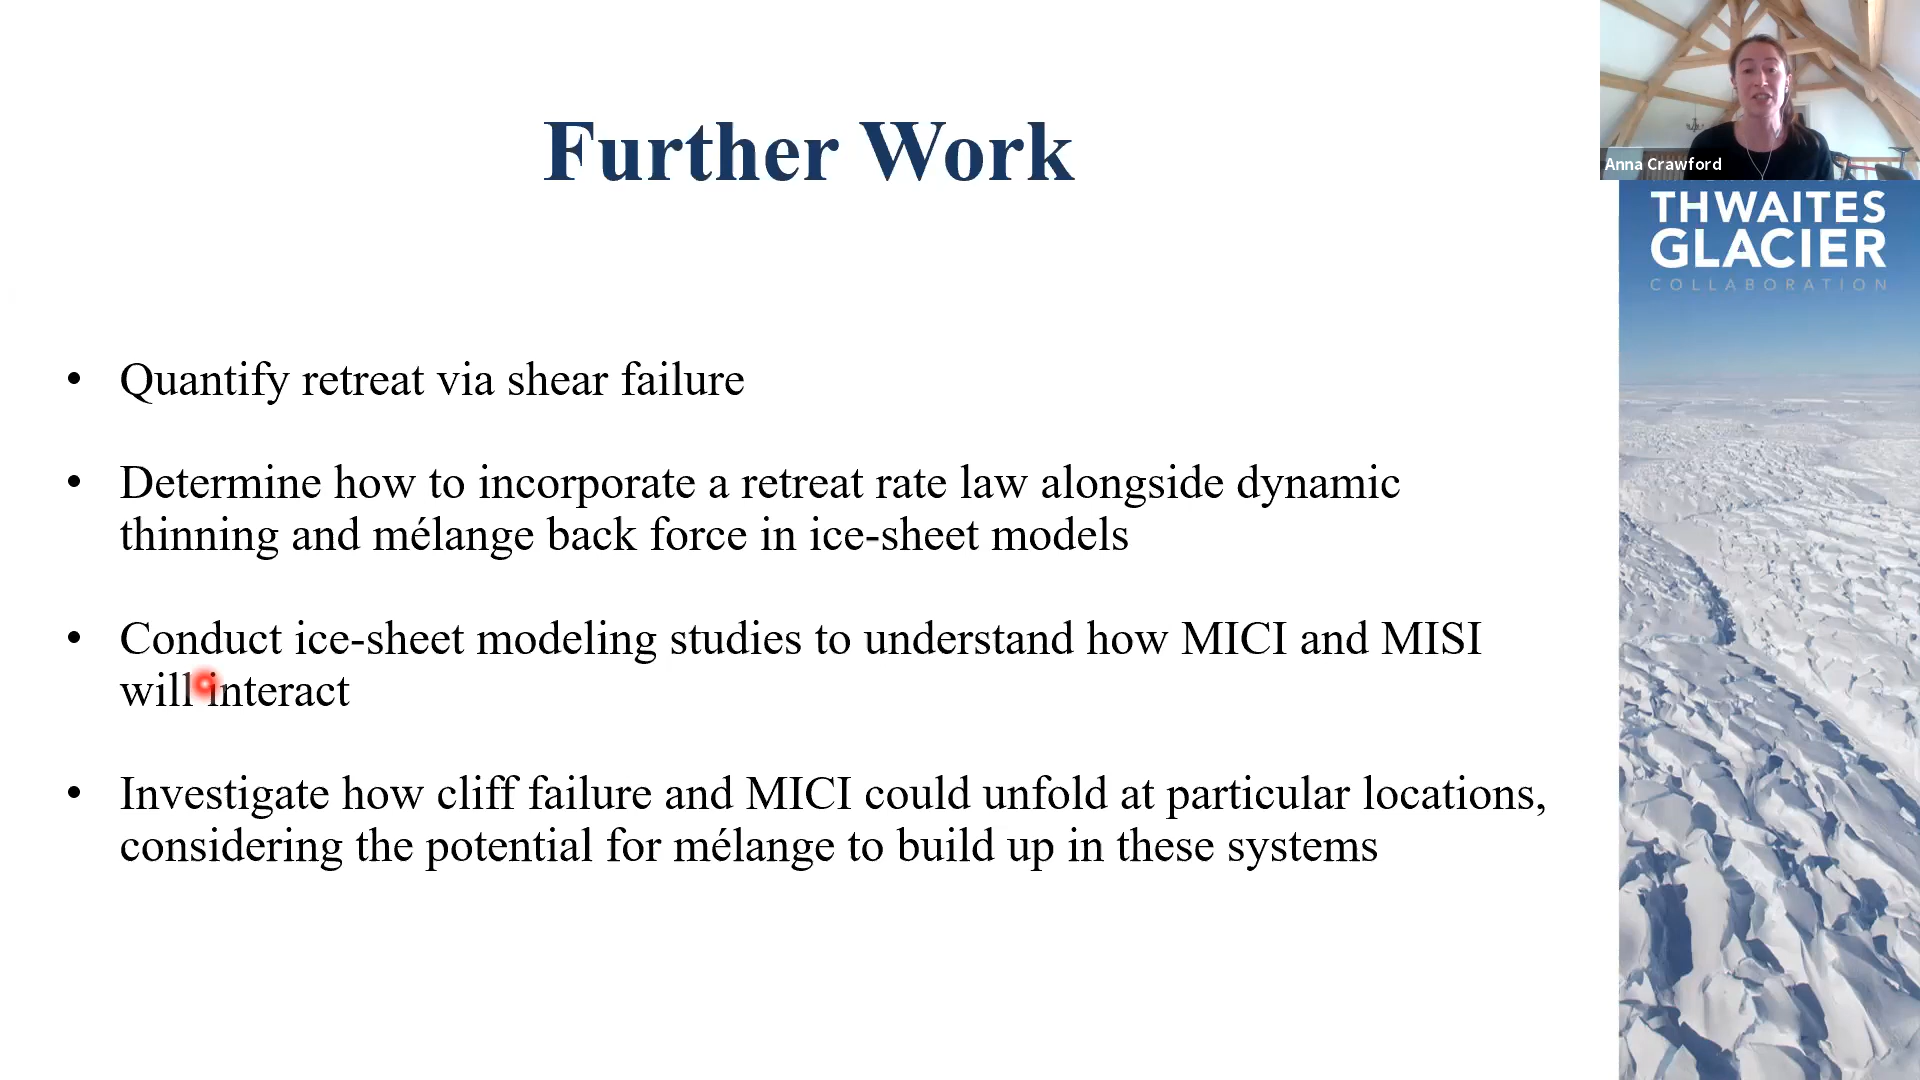 Further Work
• Quantify retreat via shear failure
• Determine how to incorporate a retreat rate law alongside dynamic
thinning and mélange back force in ice-sheet models
• Conduct ice-sheet modeling studies to understand how MICI and MISI
will interact
• Investigate how cliff failure and MICI could unfold at particular locations,
considering the potential for mélange to build up in these systems
Anna Crawford
THWAITES
GLACIER
COLLABORATION